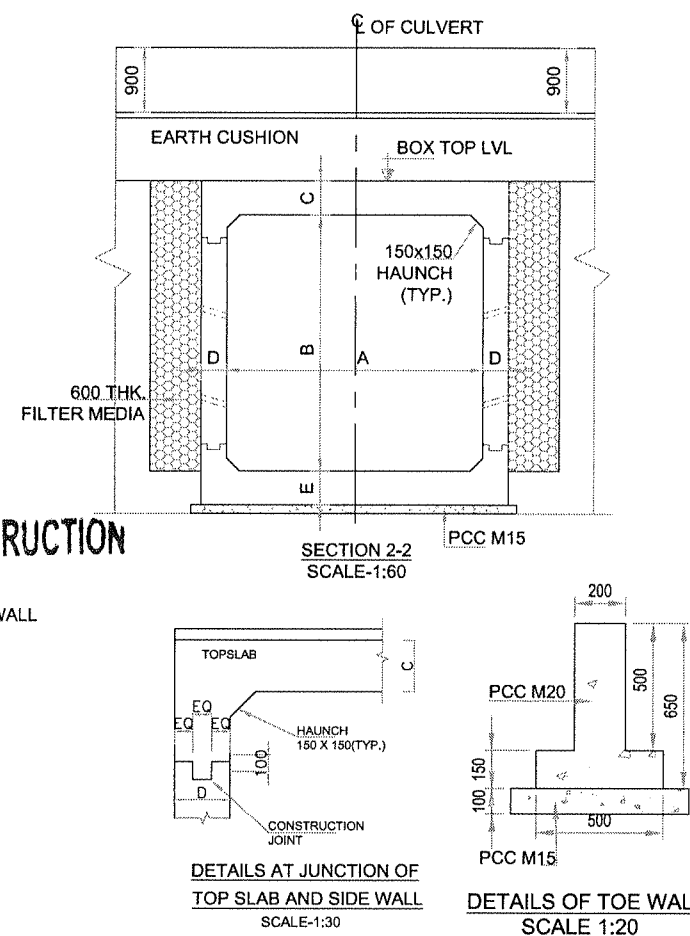 ℄ OF CULVERT
900
900
EARTH CUSHION
BOX TOP LVL
C
150x150
HAUNCH
(TYP.)
B
D
A
D
600 THK.
FILTER MEDIA
E
RUCTION
PCC M15
SECTION 2-2
SCALE-1:60
WALL
200
TOPSLAB
C
PCC M20
500
650
EQ
EQ
EQ
HAUNCH
150 X 150(TYP.)
100
150
D
100
CONSTRUCTION
JOINT
500
PCC M15
DETAILS AT JUNCTION OF
TOP SLAB AND SIDE WALL
SCALE-1:30
DETAILS OF TOE WAL
SCALE 1:20